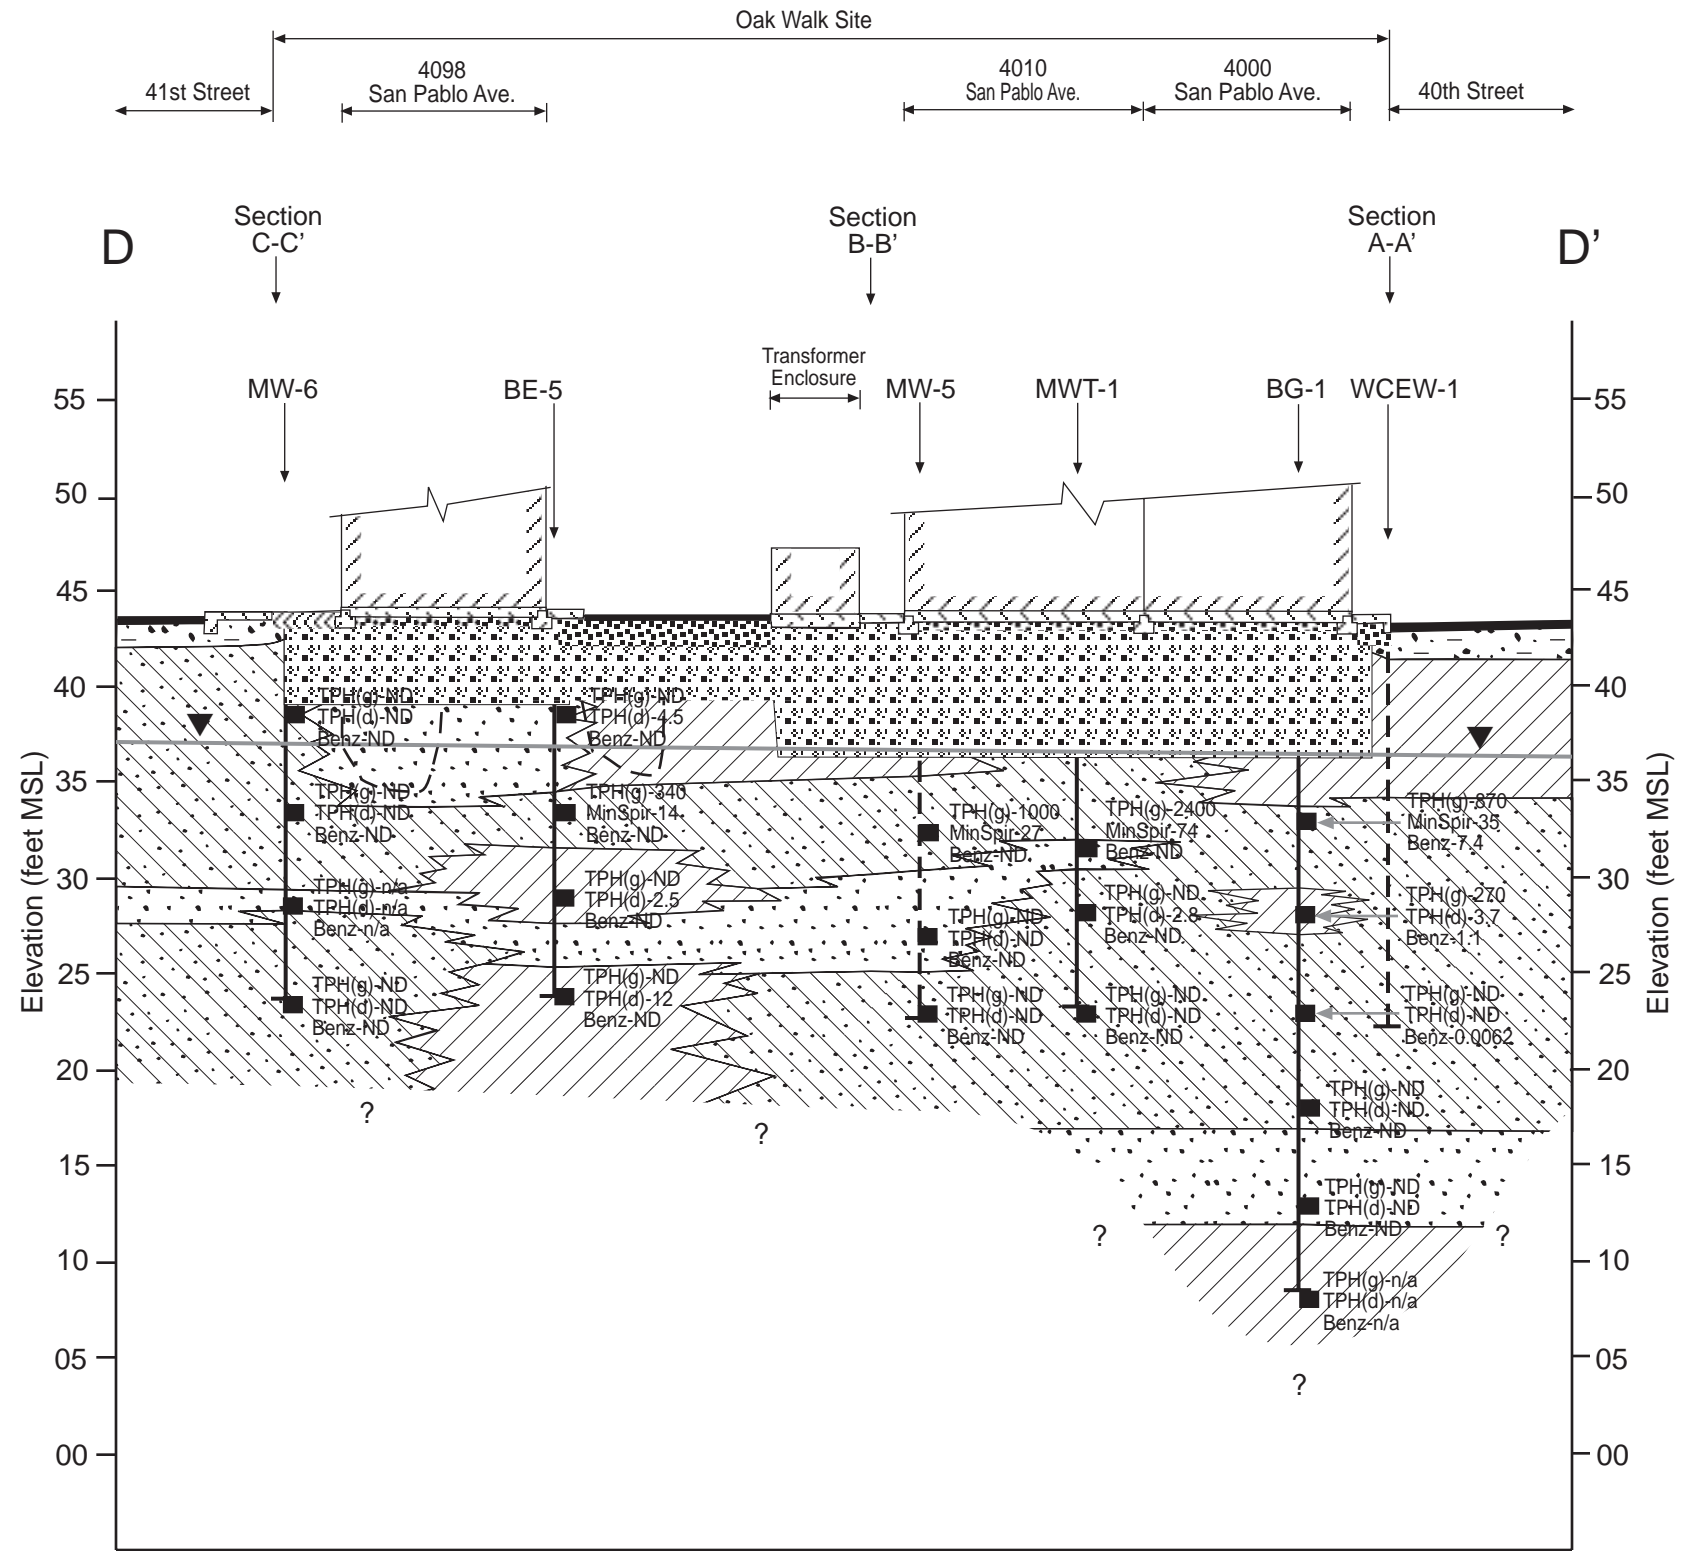 Oak Walk Site
4098
San Pablo Ave.
4010
San Pablo Ave.
4000
San Pablo Ave.
41st Street
40th Street
Section
C-C’
Section
B-B’
Section
A-A’
D
D’
Transformer
Enclosure
MW-6
BE-5
MW-5
MWT-1
BG-1
WCEW-1
55
50
45
40
35
30
25
20
15
10
05
00
Elevation (feet MSL)
TPH(g)-ND
TPH(d)-ND
Benz-ND
TPH(g)-ND
TPH(d)-ND
Benz-ND
TPH(g)-n/a
TPH(d)-n/a
Benz-n/a
TPH(g)-ND
TPH(d)-ND
Benz-ND
TPH(g)-ND
TPH(d)-4.5
Benz-ND
TPH(g)-340
MinSpir-14
Benz-ND
TPH(g)-ND
TPH(d)-2.5
Benz-ND
TPH(g)-ND
TPH(d)-12
Benz-ND
TPH(g)-1000
MinSpir-27
Benz-ND
TPH(g)-ND
TPH(d)-ND
Benz-ND
TPH(g)-ND
TPH(d)-ND
Benz-ND
TPH(g)-2400
MinSpir-74
Benz-ND
TPH(g)-ND
TPH(d)-2.8
Benz-ND
TPH(g)-ND
TPH(d)-ND
Benz-ND
TPH(g)-870
MinSpir-35
Benz-7.4
TPH(g)-270
TPH(d)-3.7
Benz-1.1
TPH(g)-ND
TPH(d)-ND
Benz-0.0062
TPH(g)-ND
TPH(d)-ND
Benz-ND
TPH(g)-ND
TPH(d)-ND
Benz-ND
TPH(g)-n/a
TPH(d)-n/a
Benz-n/a
?
?
?
?
?
55
50
45
40
35
30
25
20
15
10
05
00
Elevation (feet MSL)